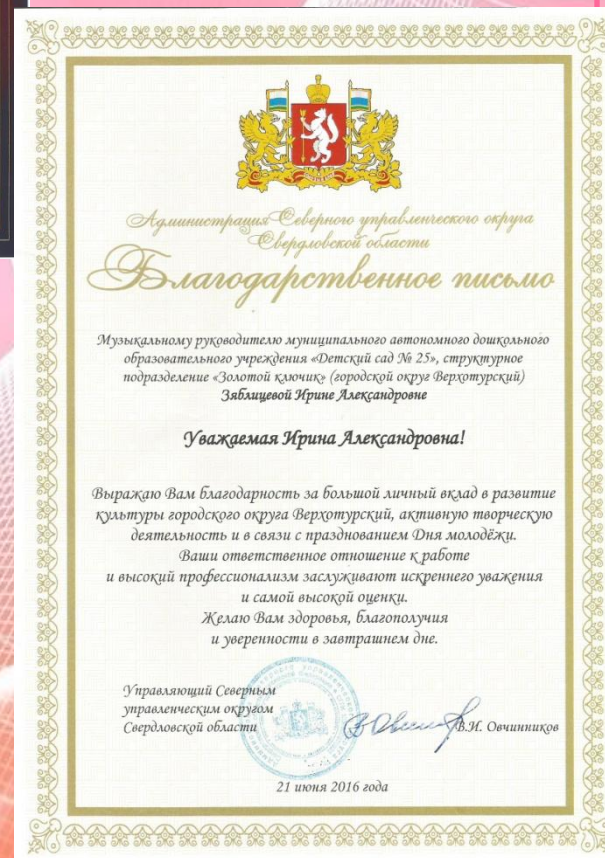 Администрация Северного управленческого округа
Свердловской области
Благодарственное письмо
Музыкальному руководителю муниципального автономного дошкольного
образовательного учреждения «Детский сад № 25», структурное
подразделение «Золотой ключик» (городской округ Верхотурский)
Зяблицевой Ирине Александровне
Уважаемая Ирина Александровна!
Выражаю Вам благодарность за большой личный вклад в развитие
культуры городского округа Верхотурский, активную творческую
деятельность и в связи с празднованием Дня молодёжи.
Ваши ответственное отношение к работе
и высокий профессионализм заслуживают искреннего уважения
и самой высокой оценки.
Желаю Вам здоровья, благополучия
и уверенности в завтрашнем дне.
Управляющий Северным
управленческим округом
Свердловской области В.И. Овчинников
21 июня 2016 года